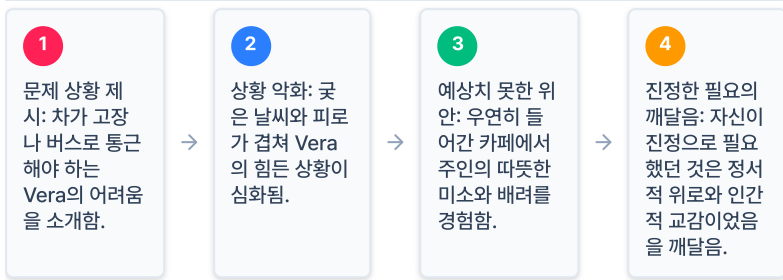 1
문제 상황 제
시: 차가 고장
나 버스로 통근
해야 하는
Vera의 어려움
을 소개함.
2
상황 악화: 궂
은 날씨와 피로
가 겹쳐 Vera
의 힘든 상황이
심화됨.
3
예상치 못한 위
안: 우연히 들
어간 카페에서
주인의 따뜻한
미소와 배려를
경험함.
4
진정한 필요의
깨달음: 자신이
진정으로 필요
했던 것은 정서
적 위로와 인간
적 교감이었음
을 깨달음.